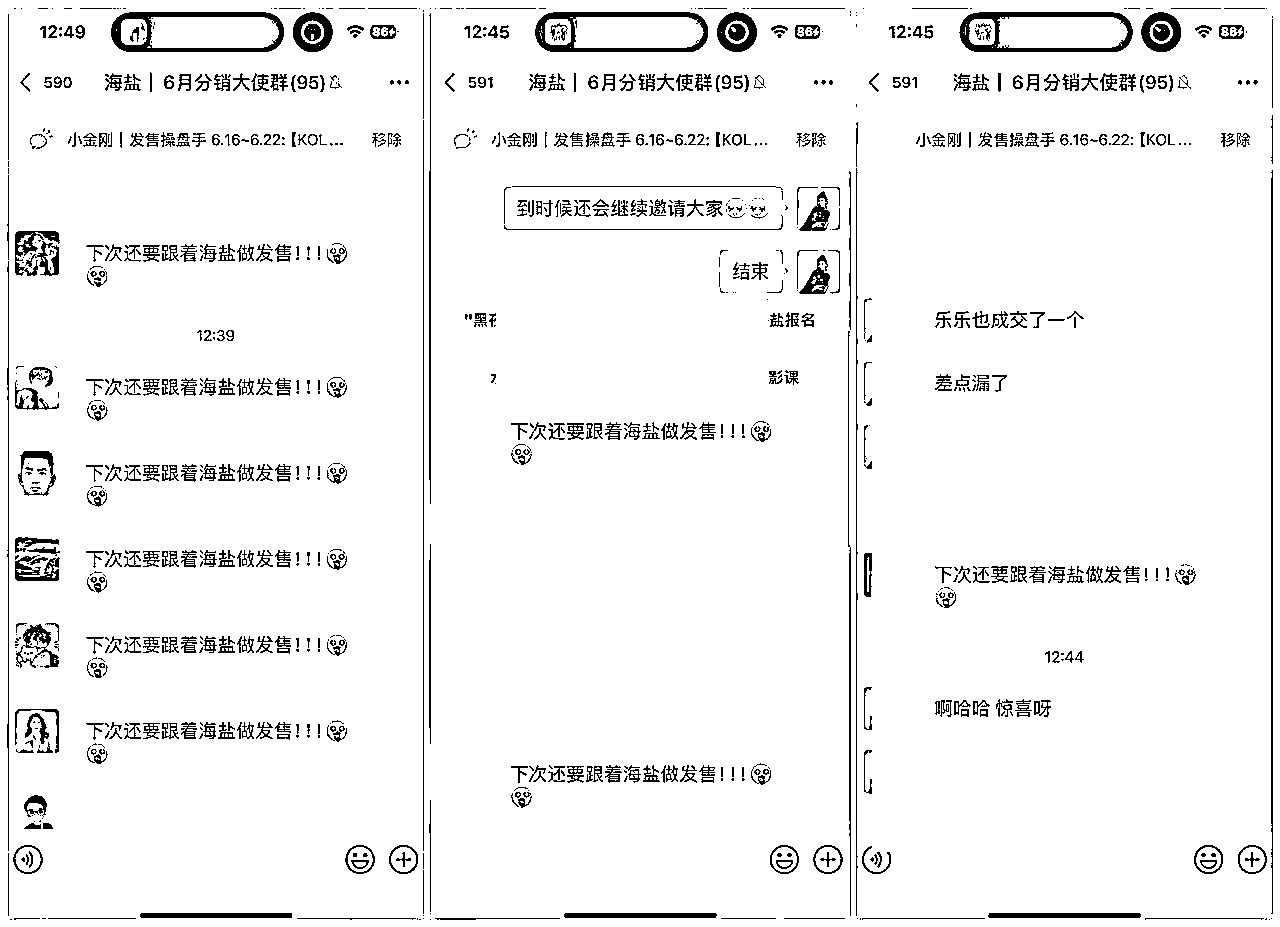 12:49
86
590
海盐｜6月分销大使群(95)
小金刚｜发售操盘手 6.16~6.22:【KOL...
移除
下次还要跟着海盐做发售!!!
12:39
下次还要跟着海盐做发售!!!
下次还要跟着海盐做发售!!!
下次还要跟着海盐做发售!!!
下次还要跟着海盐做发售!!!
下次还要跟着海盐做发售!!!
12:45
86
591
海盐｜6月分销大使群(95)
小金刚｜发售操盘手 6.16~6.22:【KOL...
移除
到时候还会继续邀请大家
结束
"黑
盐报名
影课
下次还要跟着海盐做发售!!!
下次还要跟着海盐做发售!!!
12:45
86
591
海盐｜6月分销大使群(95)
小金刚｜发售操盘手 6.16~6.22:【KOL...
移除
乐乐也成交了一个
差点漏了
下次还要跟着海盐做发售!!!
12:44
啊哈哈 惊喜呀